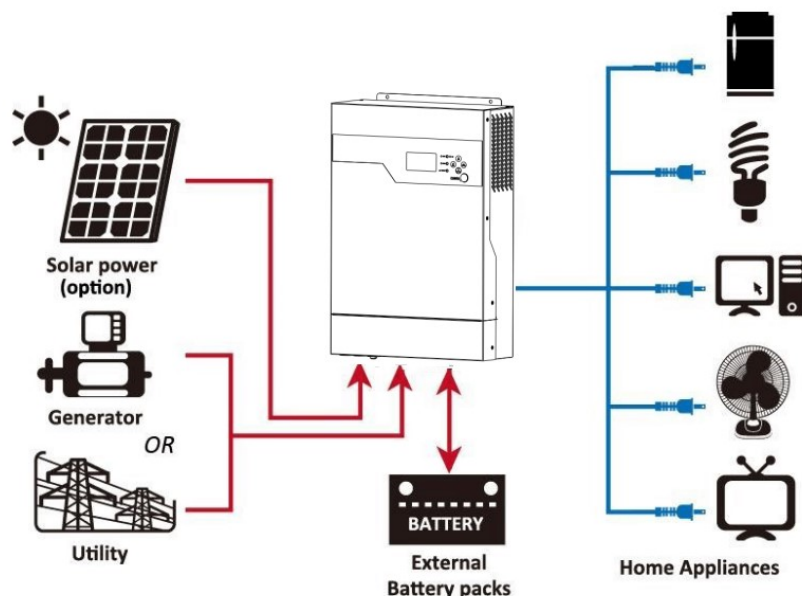 Solar power
(option)
Generator
OR
Utility
BATTERY
External
Battery packs
Home Appliances